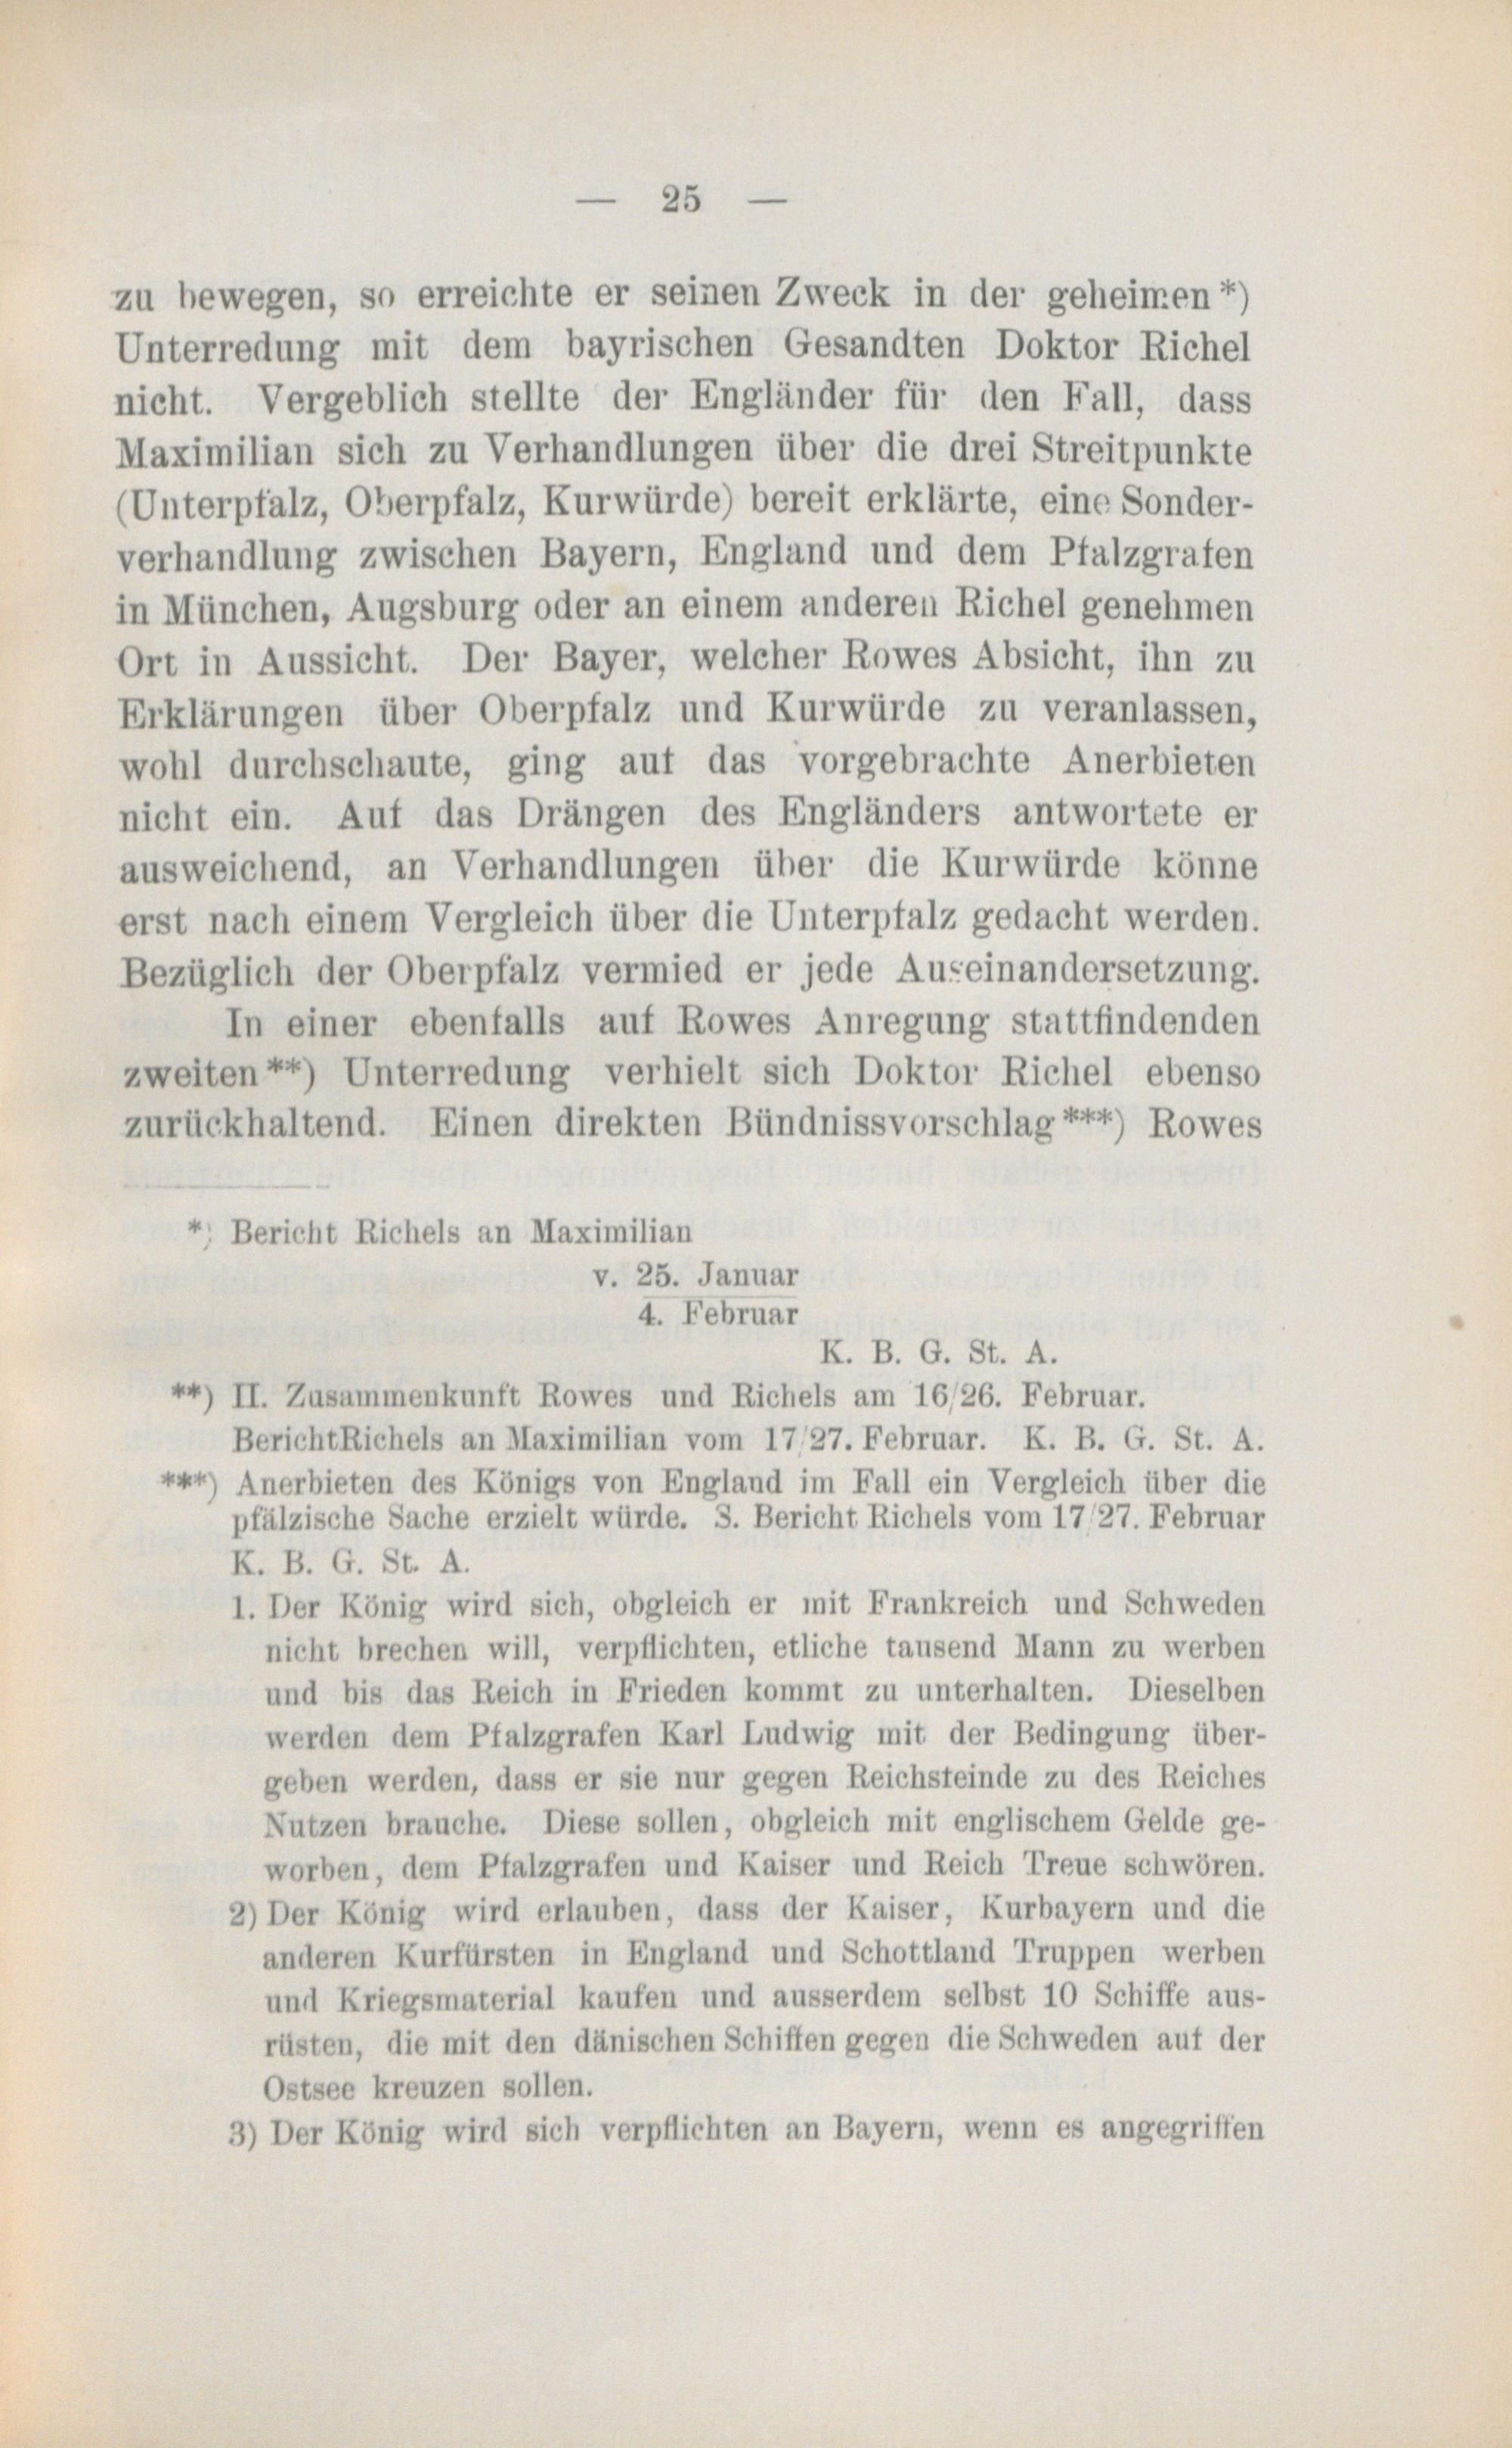 — 25 —
zu bewegen, so erreichte er seinen Zweck in der geheimen *)
Unterredung mit dem bayrischen Gesandten Doktor Richel
nicht. Vergeblich stellte der Engländer für den Fall, dass
Maximilian sich zu Verhandlungen über die drei Streitpunkte
(Unterpfalz, Oberpfalz, Kurwürde) bereit erklärte, eine Sonder-
verhandlung zwischen Bayern, England und dem Pfalzgrafen
in München, Augsburg oder an einem anderen Richel genehmen
Ort in Aussicht. Der Bayer, welcher Rowes Absicht, ihn zu
Erklärungen über Oberpfalz und Kurwürde zu veranlassen,
wohl durchschaute, ging auf das vorgebrachte Anerbieten
nicht ein. Auf das Drängen des Engländers antwortete er
ausweichend, an Verhandlungen über die Kurwürde könne
erst nach einem Vergleich über die Unterpfalz gedacht werden.
Bezüglich der Oberpfalz vermied er jede Auseinandersetzung.
In einer ebenfalls auf Rowes Anregung stattfindenden
zweiten **) Unterredung verhielt sich Doktor Richel ebenso
zurückhaltend. Einen direkten Bündnissvorschlag ***) Rowes
*) Bericht Richels an Maximilian
v. 25. Januar
4. Februar
K. B. G. St. A.
**) II. Zusammenkunft Rowes und Richels am 16/26. Februar.
BerichtRichels an Maximilian vom 17/27. Februar. K. B. G. St. A.
***) Anerbieten des Königs von England im Fall ein Vergleich über die
pfälzische Sache erzielt würde. S. Bericht Richels vom 17/27. Februar
K. B. G. St. A.
1. Der König wird sich, obgleich er mit Frankreich und Schweden
nicht brechen will, verpflichten, etliche tausend Mann zu werben
und bis das Reich in Frieden kommt zu unterhalten. Dieselben
werden dem Pfalzgrafen Karl Ludwig mit der Bedingung über-
geben werden, dass er sie nur gegen Reichsfeinde zu des Reiches
Nutzen brauche. Diese sollen, obgleich mit englischem Gelde ge-
worben, dem Pfalzgrafen und Kaiser und Reich Treue schwören.
2) Der König wird erlauben, dass der Kaiser, Kurbayern und die
anderen Kurfürsten in England und Schottland Truppen werben
und Kriegsmaterial kaufen und ausserdem selbst 10 Schiffe aus-
rüsten, die mit den dänischen Schiffen gegen die Schweden auf der
Ostsee kreuzen sollen.
3) Der König wird sich verpflichten an Bayern, wenn es angegriffen